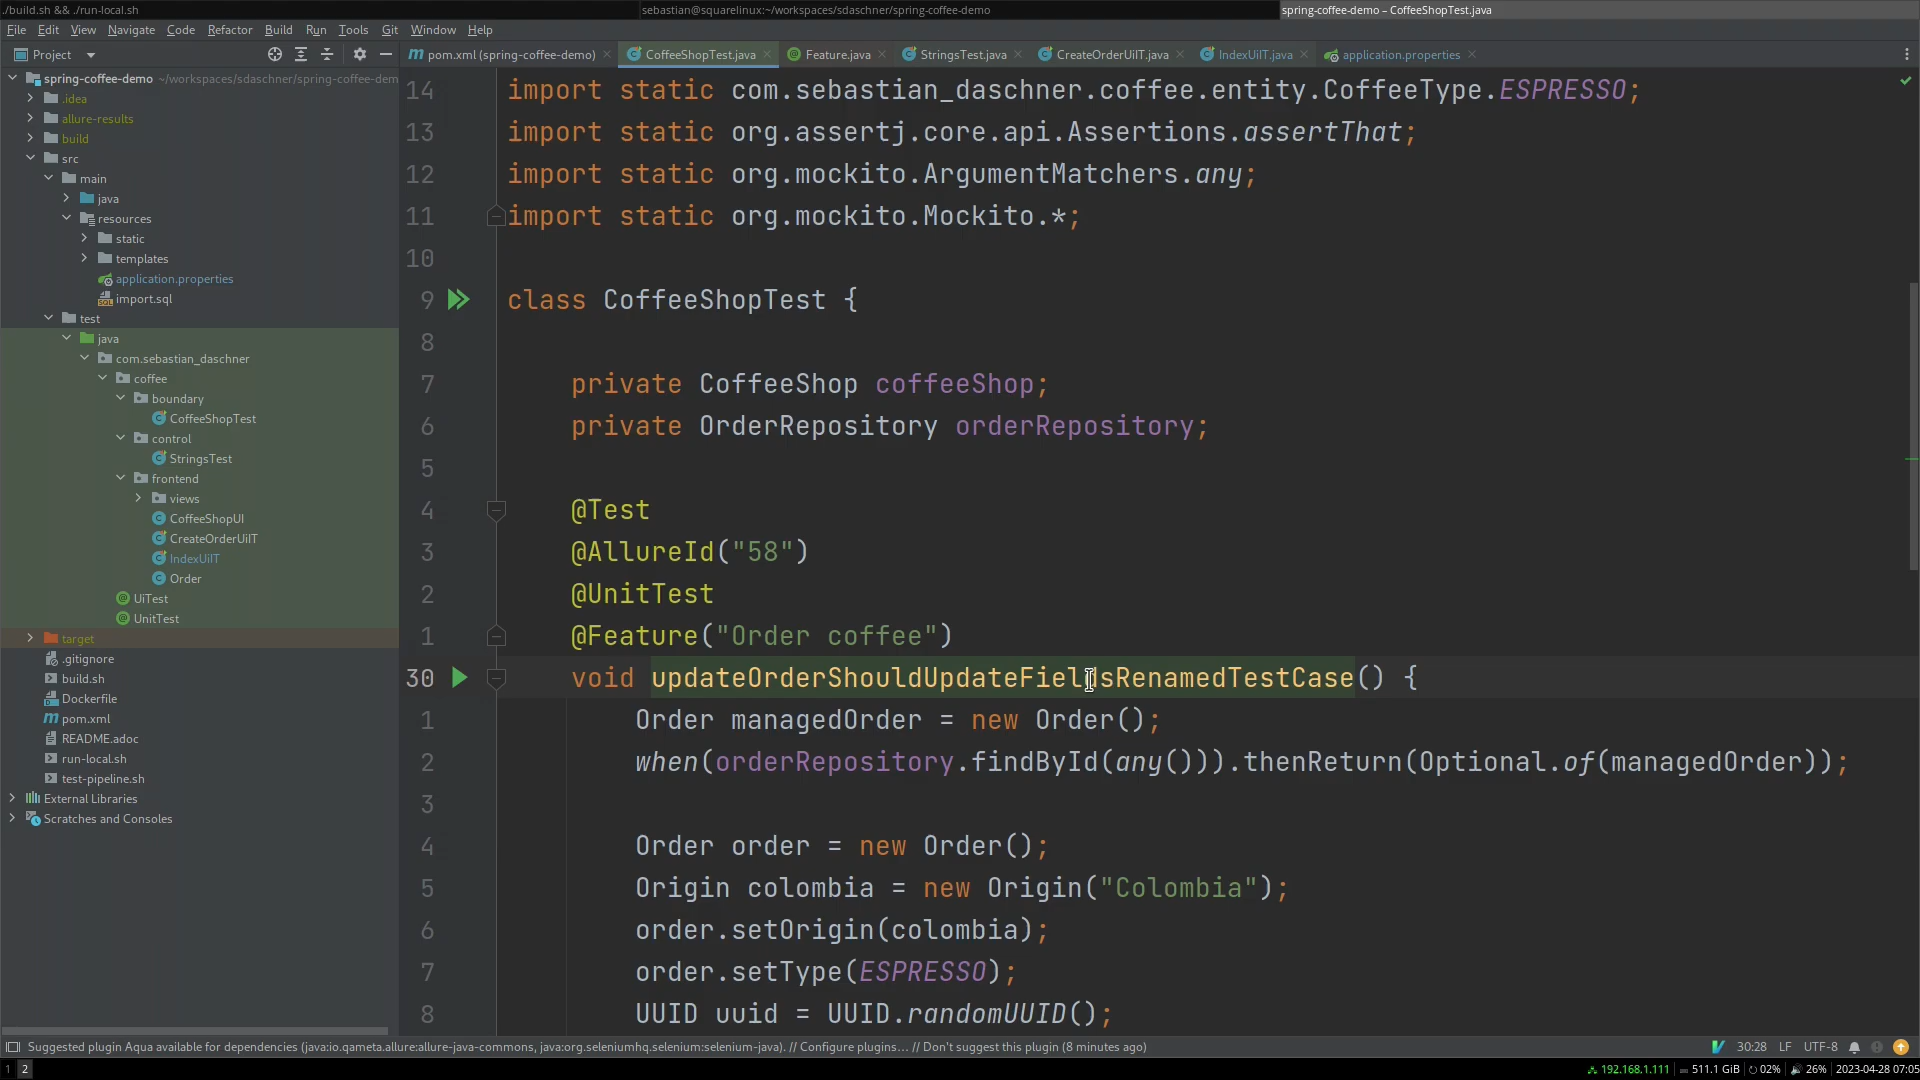 ./build.sh && ./run-local.sh
sebastian@squarelinux:~/workspaces/sdaschner/spring-coffee-demo
spring-coffee-demo – CoffeeShopTest.java
File Edit View Navigate Code Refactor Build Run Tools Git Window Help
Project
pom.xml (spring-coffee-demo)
CoffeeShopTest.java
Feature.java
StringsTest.java
CreateOrderUiIT.java
IndexUiIT.java
application.properties
spring-coffee-demo ~/workspaces/sdaschner/spring-coffee-dem
.idea
allure-results
build
src
main
java
resources
static
templates
application.properties
import.sql
test
java
com.sebastian_daschner
coffee
boundary
CoffeeShopTest
control
StringsTest
frontend
views
CoffeeShopUI
CreateOrderUiIT
IndexUiIT
Order
UiTest
UnitTest
target
.gitignore
build.sh
Dockerfile
pom.xml
README.adoc
run-local.sh
test-pipeline.sh
External Libraries
Scratches and Consoles
14 import static com.sebastian_daschner.coffee.entity.CoffeeType.ESPRESSO;
13 import static org.assertj.core.api.Assertions.assertThat;
12 import static org.mockito.ArgumentMatchers.any;
11 import static org.mockito.Mockito.*;
10
9 class CoffeeShopTest {
8
7 private CoffeeShop coffeeShop;
6 private OrderRepository orderRepository;
5
4 @Test
3 @AllureId("58")
2 @UnitTest
1 @Feature("Order coffee")
30 void updateOrderShouldUpdateFieldsRenamedTestCase() {
1 Order managedOrder = new Order();
2 when(orderRepository.findById(any())).thenReturn(Optional.of(managedOrder));
3
4 Order order = new Order();
5 Origin colombia = new Origin("Colombia");
6 order.setOrigin(colombia);
7 order.setType(ESPRESSO);
8 UUID uuid = UUID.randomUUID();
Suggested plugin Aqua available for dependencies (java:io.qameta.allure:allure-java-commons, java:org.seleniumhq.selenium:selenium-java). // Configure plugins... // Don't suggest this plugin (8 minutes ago)
30:28 LF UTF-8
1 2
192.168.1.111 511.1 GiB 02% 26% 2023-04-28 07:05